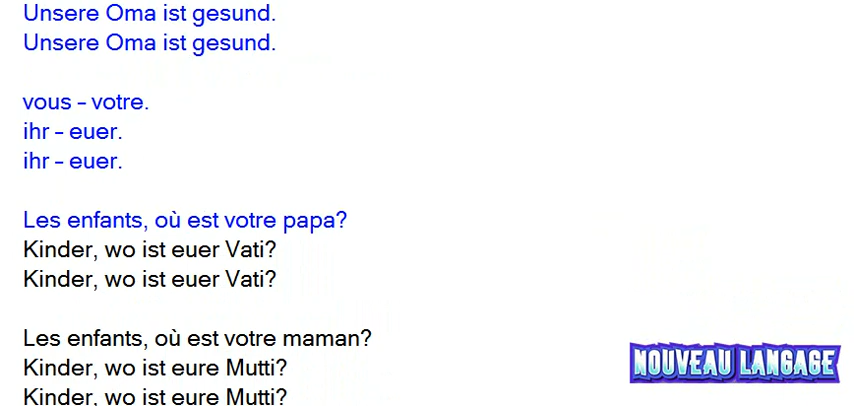 Unsere Oma ist gesund.
Unsere Oma ist gesund.
vous – votre.
ihr – euer.
ihr – euer.
Les enfants, où est votre papa?
Kinder, wo ist euer Vati?
Kinder, wo ist euer Vati?
Les enfants, où est votre maman?
Kinder, wo ist eure Mutti?
Kinder, wo ist eure Mutti?
NOUVEAU LANGAGE